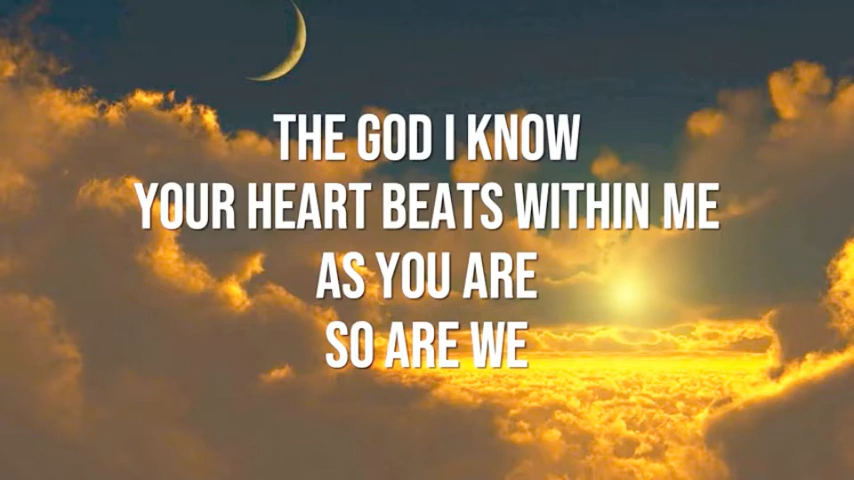 THE GOD I KNOW
YOUR HEART BEATS WITHIN ME
AS YOU ARE
SO ARE WE